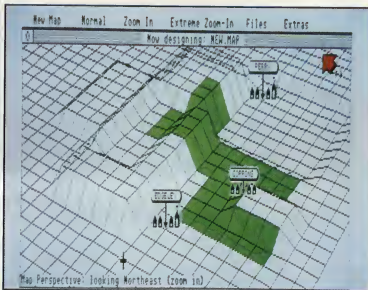 New Map Normal Zoom In Extreme Zoom-In Files Extras
Now designing: NEW.MAP
Map Perspective: looking Northeast (zoom in)